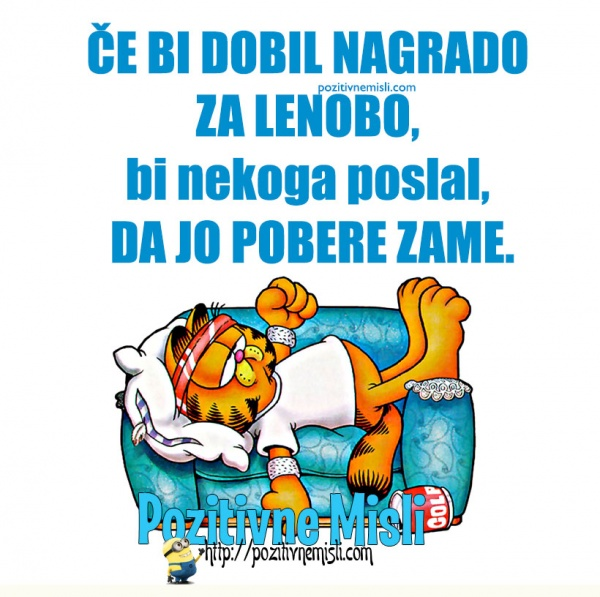 ČE BI DOBIL NAGRADO
pozitivnemisli.com
ZA LENOBO,
bi nekoga poslal,
DA JO POBERE ZAME.
COLA
Pozitivne Misli
http://pozitivnemisli.com